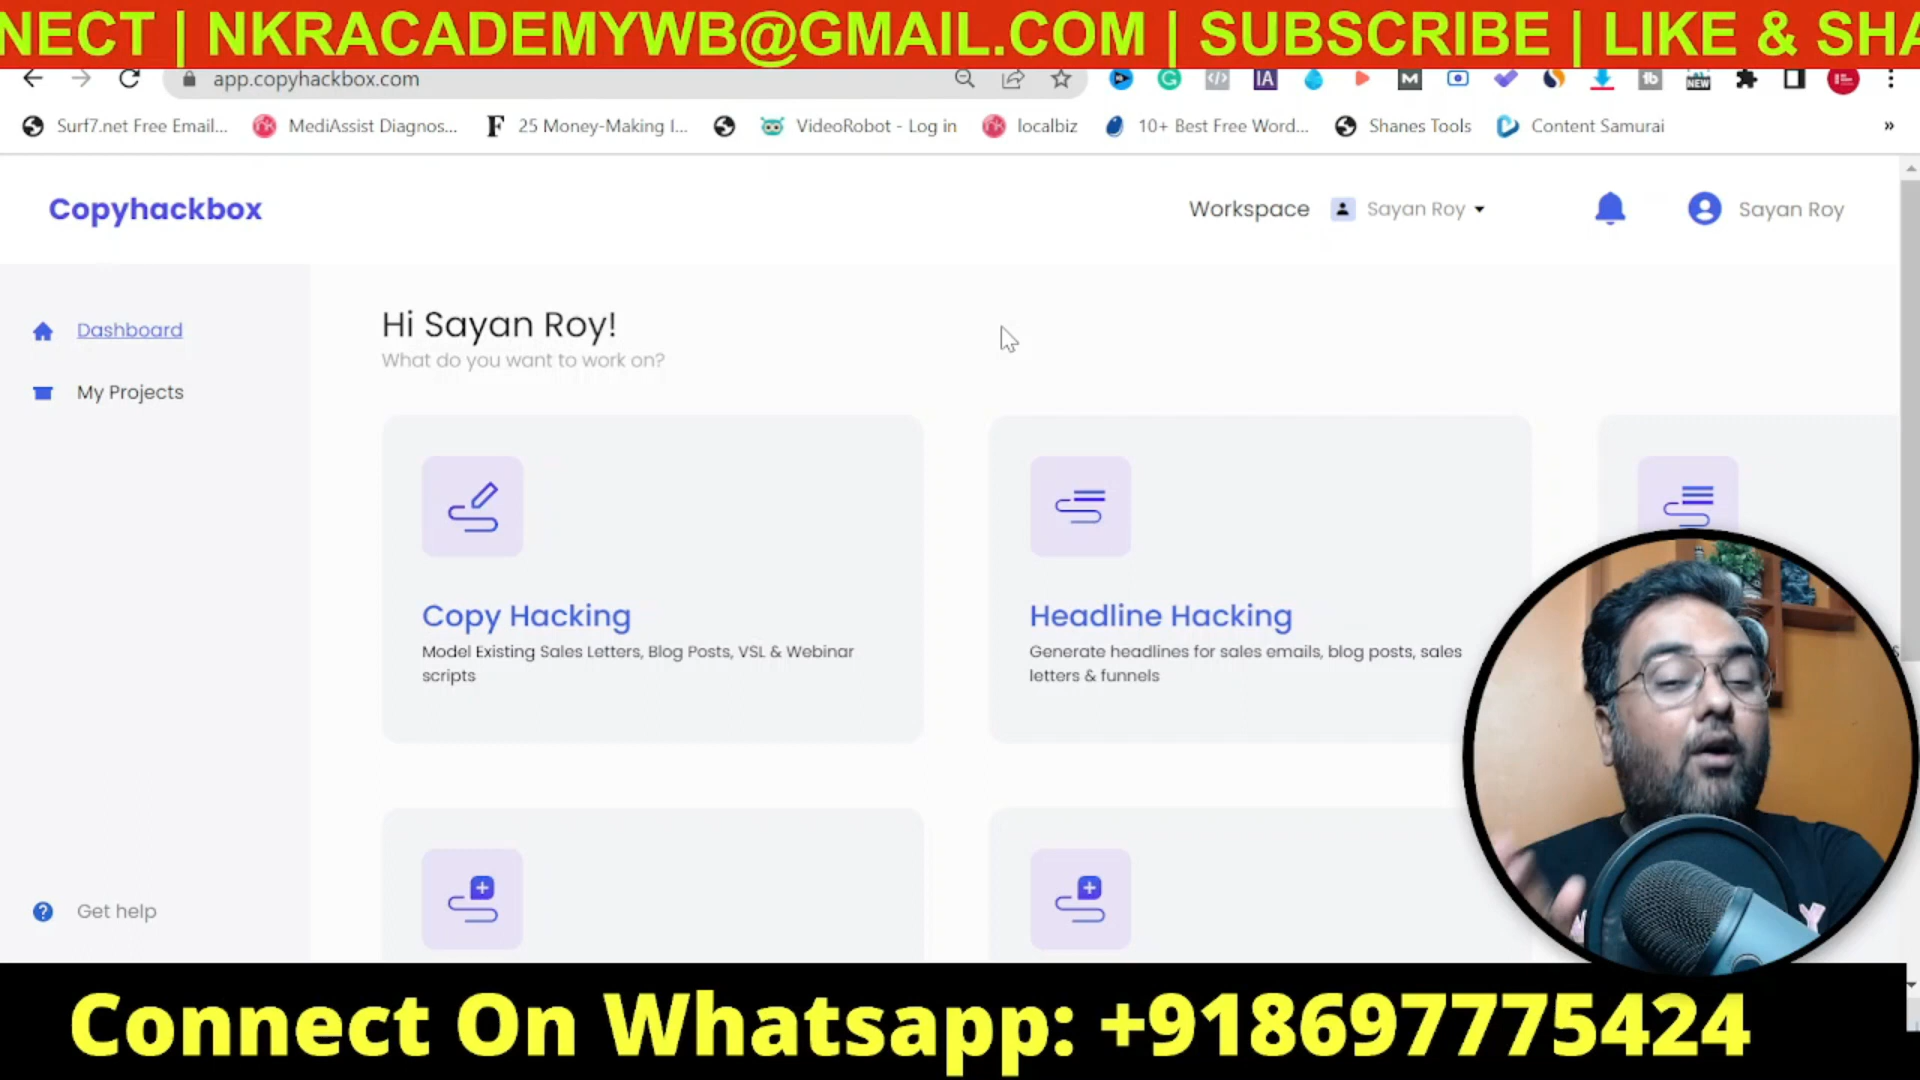 NECT | NKRACADEMYWB@GMAIL.COM | SUBSCRIBE | LIKE & SHA
app.copyhackbox.com
Surf7.net Free Email... MediAssist Diagnos... 25 Money-Making I... VideoRobot - Log in localbiz 10+ Best Free Word... Shanes Tools Content Samurai »
Copyhackbox
Workspace Sayan Roy
Sayan Roy
Dashboard
My Projects
Hi Sayan Roy!
What do you want to work on?
Copy Hacking
Model Existing Sales Letters, Blog Posts, VSL & Webinar
scripts
Headline Hacking
Generate headlines for sales emails, blog posts, sales
letters & funnels
Get help
Connect On Whatsapp: +918697775424